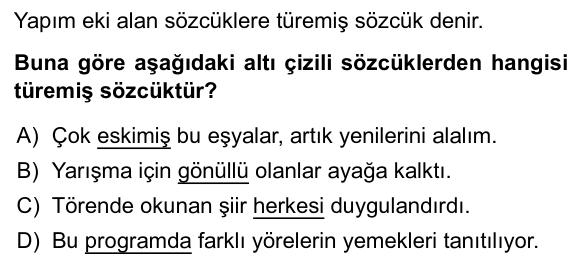 Yapım eki alan sözcüklere türemiş sözcük denir.
Buna göre aşağıdaki altı çizili sözcüklerden hangisi
türemiş sözcüktür?
A) Çok eskimiş bu eşyalar, artık yenilerini alalım.
B) Yarışma için gönüllü olanlar ayağa kalktı.
C) Törende okunan şiir herkesi duygulandırdı.
D) Bu programda farklı yörelerin yemekleri tanıtılıyor.